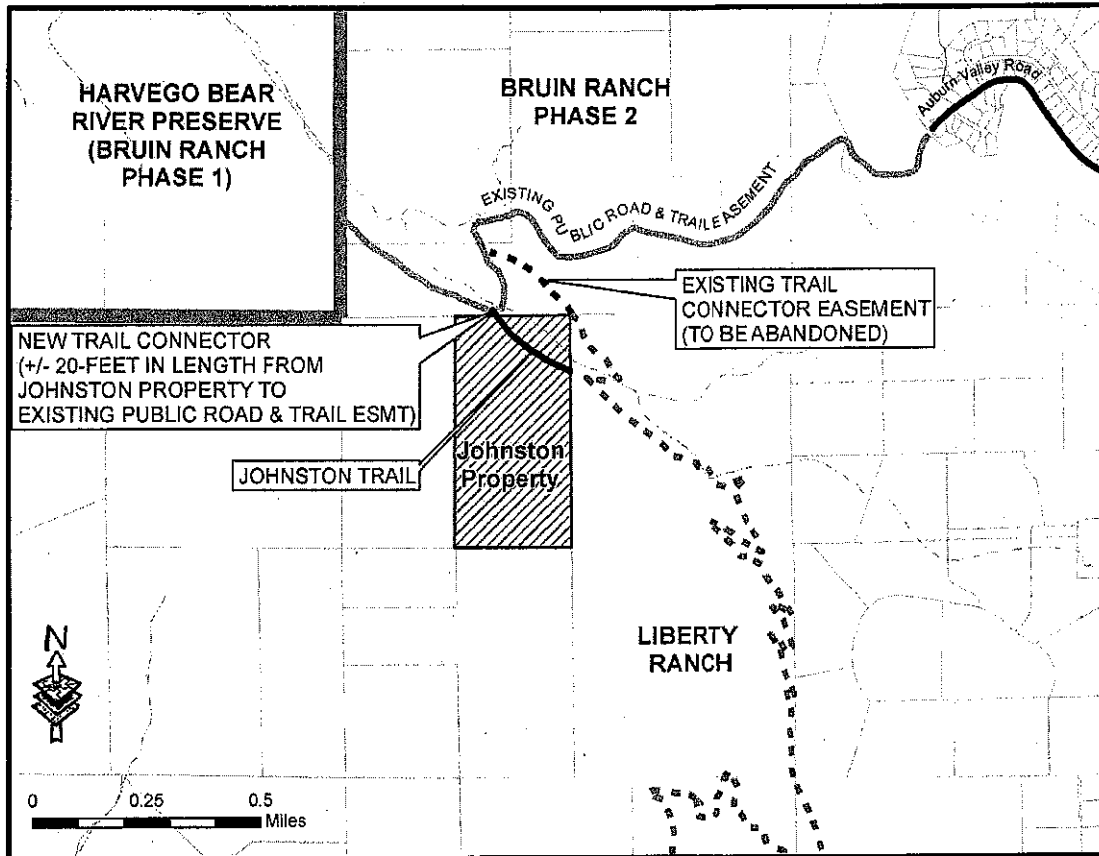 HARVEGO BEAR
RIVER PRESERVE
(BRUIN RANCH
PHASE 1)
BRUIN RANCH
PHASE 2
Auburn-Valley Road
EXISTING PUBLIC ROAD & TRAIL EASEMENT
EXISTING TRAIL
CONNECTOR EASEMENT
(TO BE ABANDONED)
NEW TRAIL CONNECTOR
(+/- 20-FEET IN LENGTH FROM
JOHNSTON PROPERTY TO
EXISTING PUBLIC ROAD & TRAIL ESMT)
JOHNSTON TRAIL
Johnston
Property
LIBERTY
RANCH
N
0 0.25 0.5
Miles